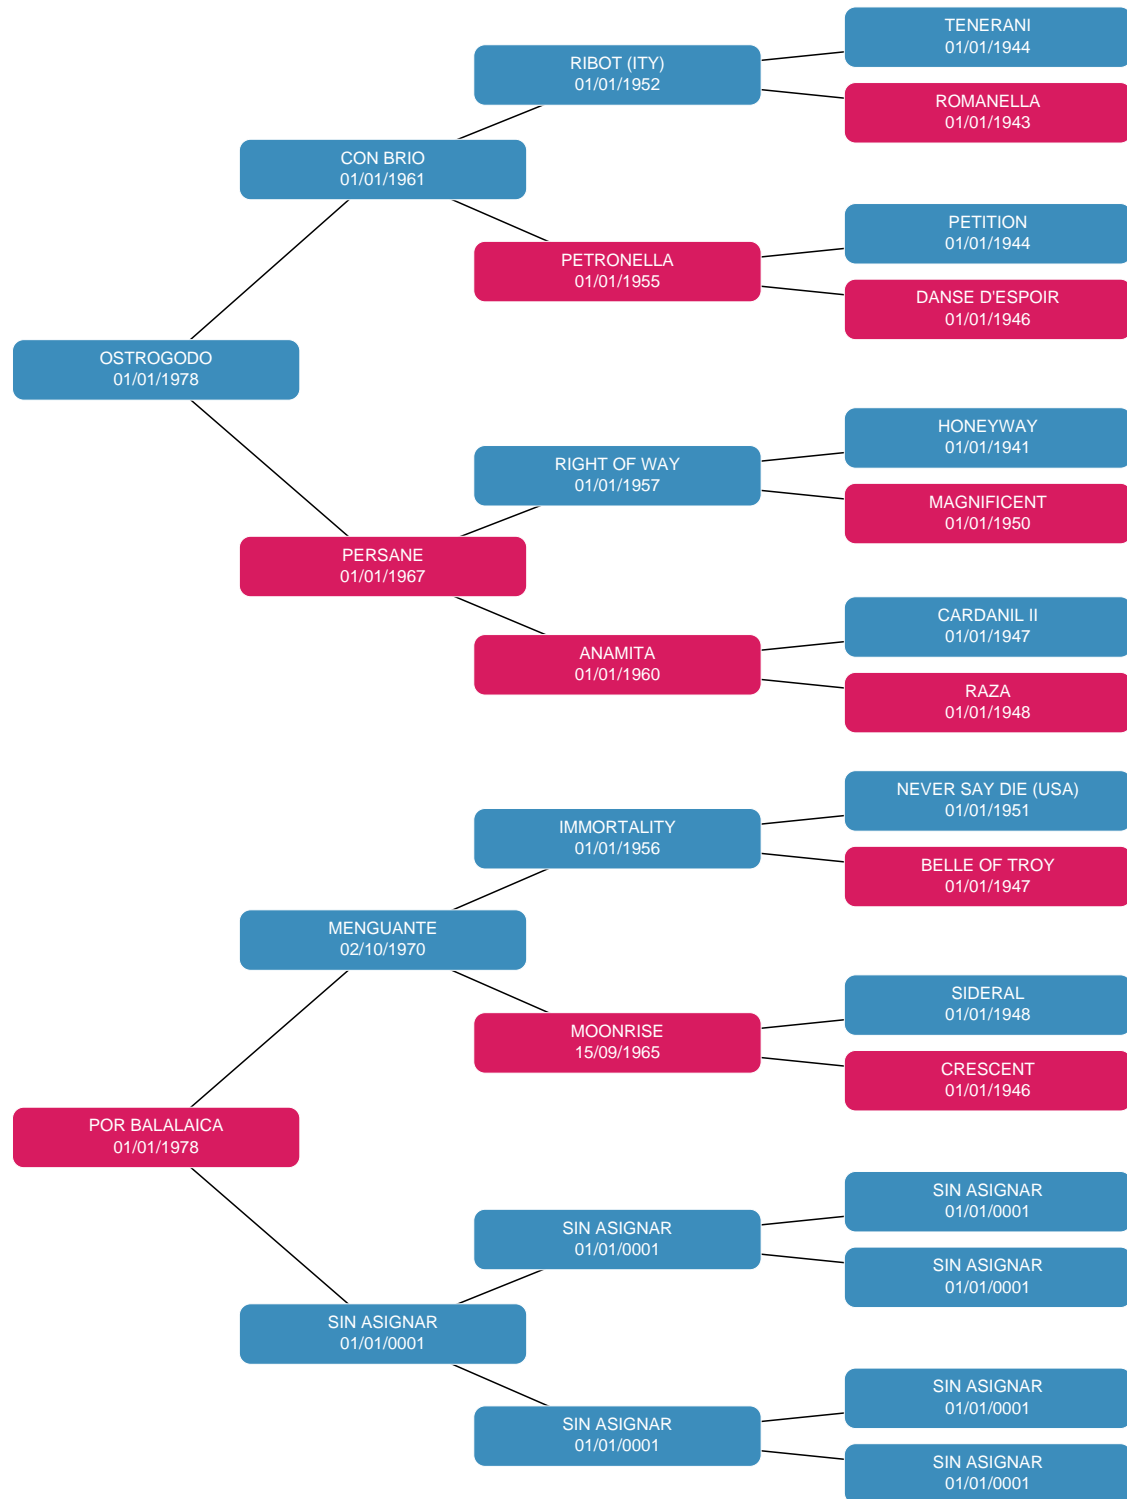 TENERANI
01/01/1944
RIBOT (ITY)
01/01/1952
ROMANELLA
01/01/1943
CON BRIO
01/01/1961
PETITION
01/01/1944
PETRONELLA
01/01/1955
DANSE D'ESPOIR
01/01/1946
OSTROGODO
01/01/1978
HONEYWAY
01/01/1941
RIGHT OF WAY
01/01/1957
MAGNIFICENT
01/01/1950
PERSANE
01/01/1967
CARDANIL II
01/01/1947
ANAMITA
01/01/1960
RAZA
01/01/1948
NEVER SAY DIE (USA)
01/01/1951
IMMORTALITY
01/01/1956
BELLE OF TROY
01/01/1947
MENGUANTE
02/10/1970
SIDERAL
01/01/1948
MOONRISE
15/09/1965
CRESCENT
01/01/1946
POR BALALAICA
01/01/1978
SIN ASIGNAR
01/01/0001
SIN ASIGNAR
01/01/0001
SIN ASIGNAR
01/01/0001
SIN ASIGNAR
01/01/0001
SIN ASIGNAR
01/01/0001
SIN ASIGNAR
01/01/0001
SIN ASIGNAR
01/01/0001